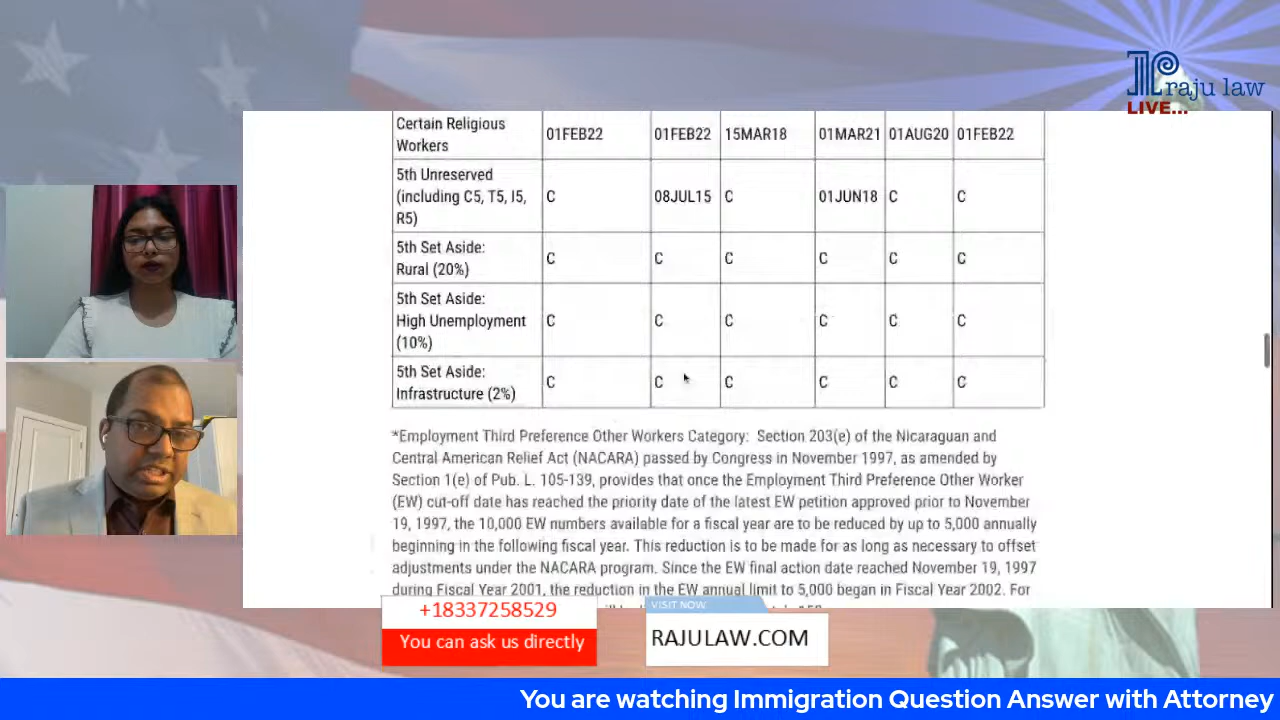 raju law
LIVE...
Certain Religious
Workers
01FEB22 01FEB22 15MAR18 01MAR21 01AUG20 01FEB22
5th Unreserved
(including C5, T5, I5,
R5)
C 08JUL15 C 01JUN18 C C
5th Set Aside:
Rural (20%)
C C C C C C
5th Set Aside:
High Unemployment
(10%)
C C C C C C
5th Set Aside:
Infrastructure (2%)
C C C C C C
*Employment Third Preference Other Workers Category: Section 203(e) of the Nicaraguan and
Central American Relief Act (NACARA) passed by Congress in November 1997, as amended by
Section 1(e) of Pub. L. 105-139, provides that once the Employment Third Preference Other Worker
(EW) cut-off date has reached the priority date of the latest EW petition approved prior to November
19, 1997, the 10,000 EW numbers available for a fiscal year are to be reduced by up to 5,000 annually
beginning in the following fiscal year. This reduction is to be made for as long as necessary to offset
adjustments under the NACARA program. Since the EW final action date reached November 19, 1997
during Fiscal Year 2001, the reduction in the EW annual limit to 5,000 began in Fiscal Year 2002. For
+18337258529
You can ask us directly
VISIT NOW
RAJULAW.COM
You are watching Immigration Question Answer with Attorney